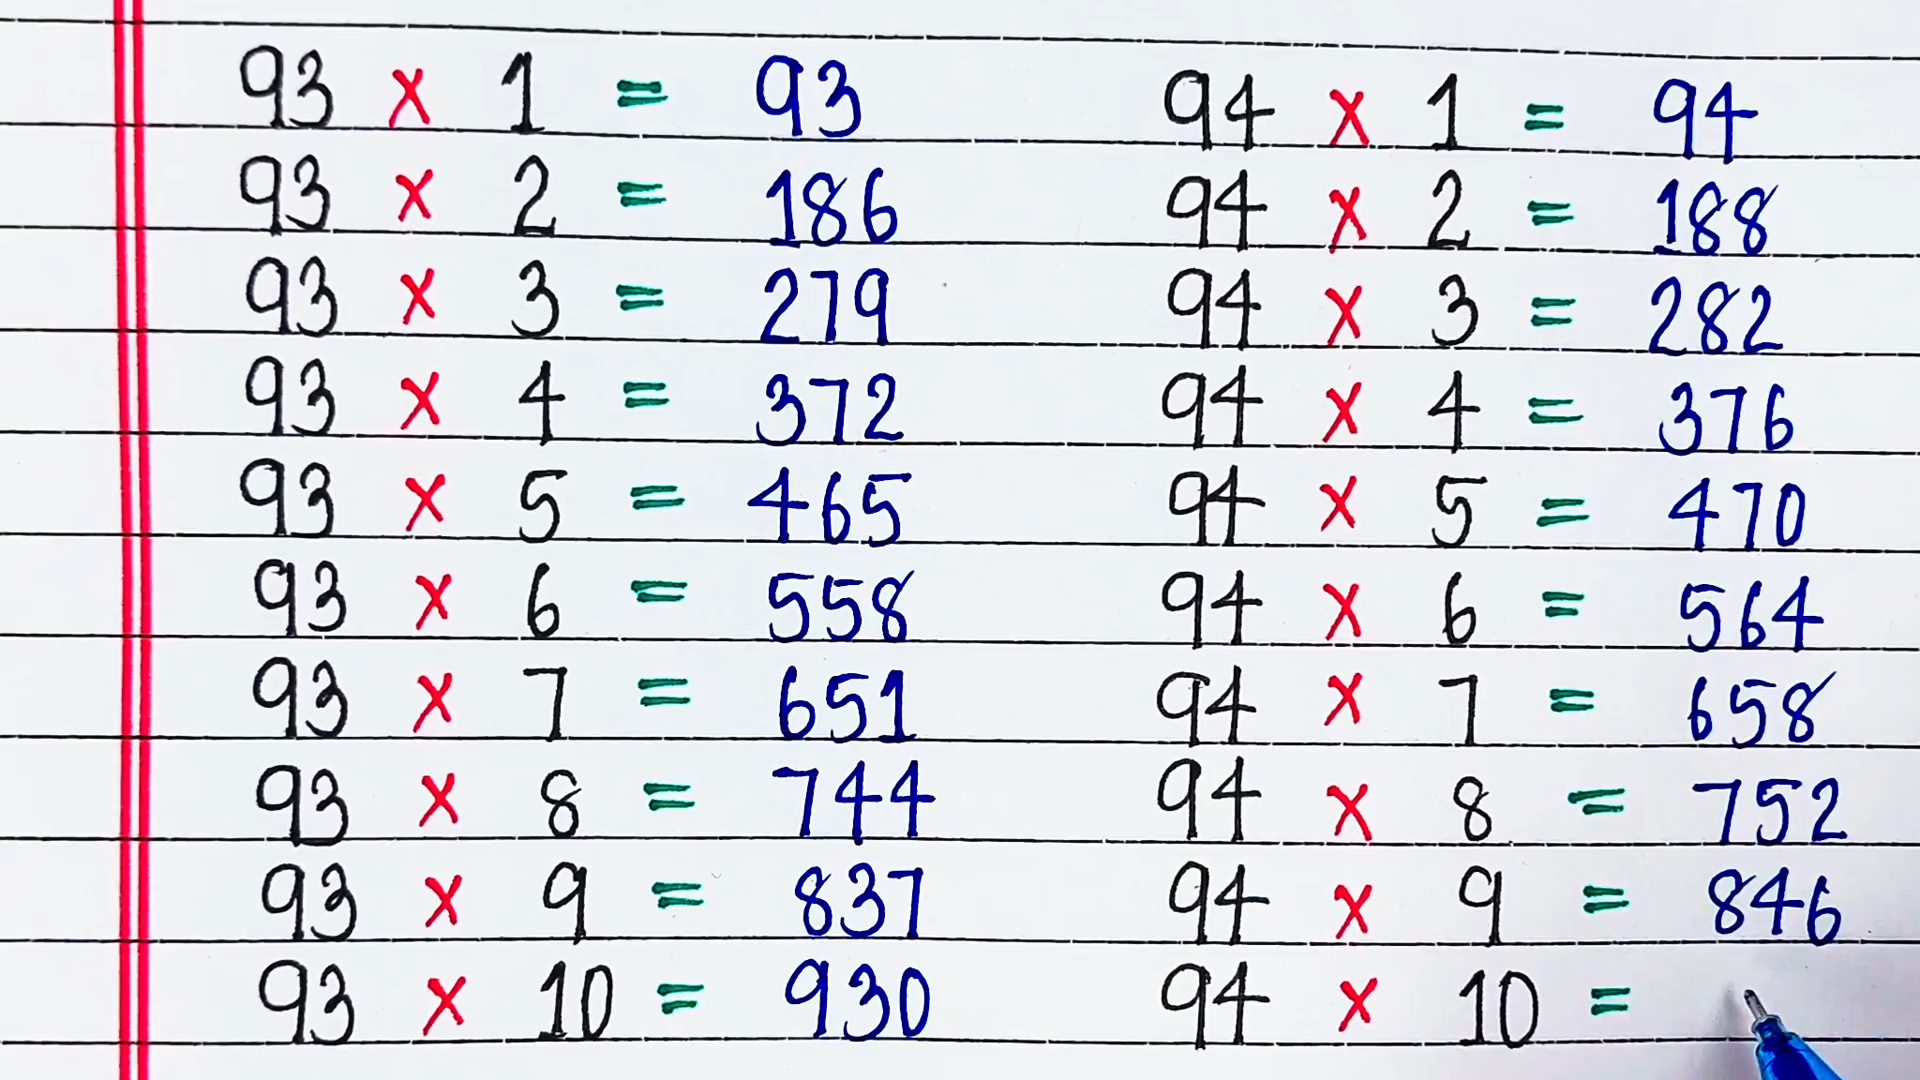 93 × 1 = 93
93 × 2 = 186
93 × 3 = 279
93 × 4 = 372
93 × 5 = 465
93 × 6 = 558
93 × 7 = 651
93 × 8 = 744
93 × 9 = 837
93 × 10 = 930
94 × 1 = 94
94 × 2 = 188
94 × 3 = 282
94 × 4 = 376
94 × 5 = 470
94 × 6 = 564
94 × 7 = 658
94 × 8 = 752
94 × 9 = 846
94 × 10 =